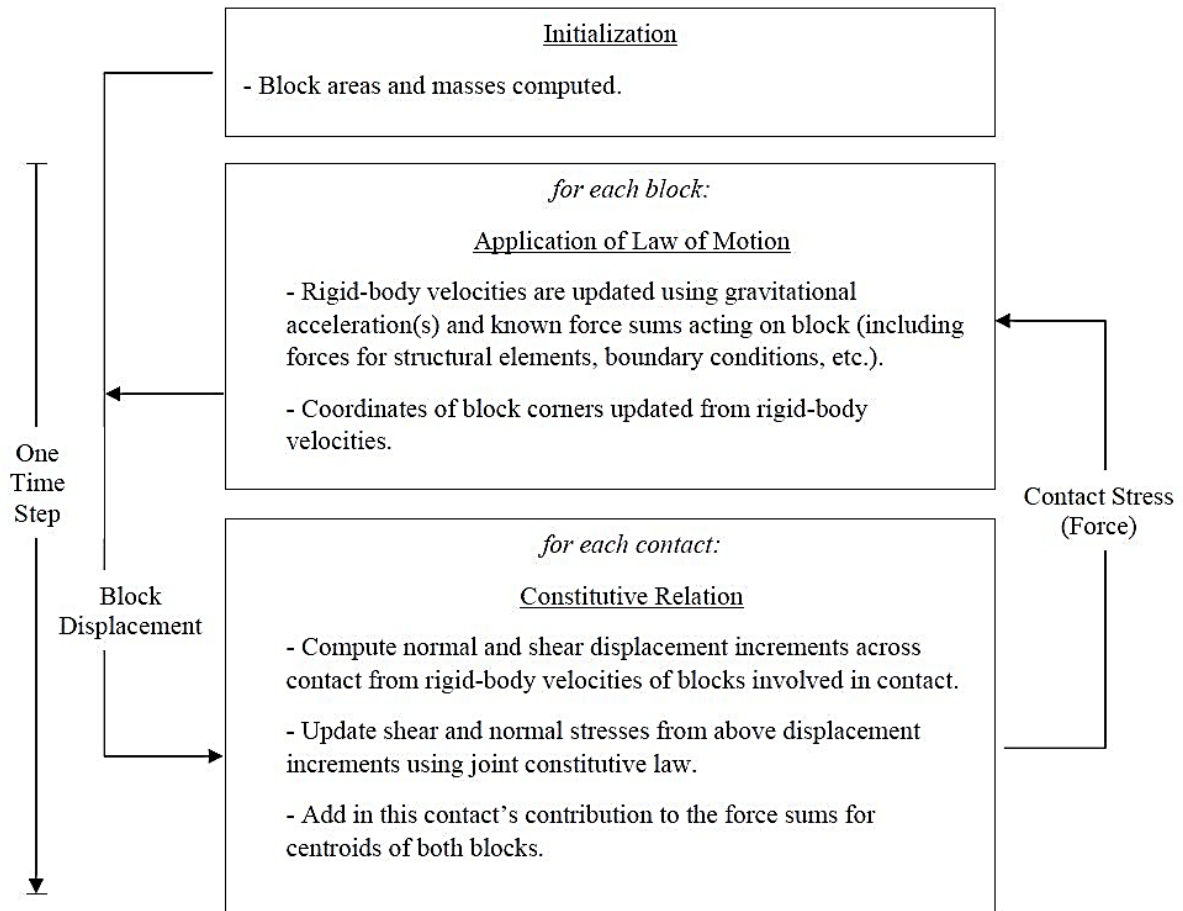 Initialization
- Block areas and masses computed.
for each block:
Application of Law of Motion
- Rigid-body velocities are updated using gravitational
acceleration(s) and known force sums acting on block (including
forces for structural elements, boundary conditions, etc.).
- Coordinates of block corners updated from rigid-body
velocities.
One
Time
Step
Contact Stress
(Force)
Block
Displacement
for each contact:
Constitutive Relation
- Compute normal and shear displacement increments across
contact from rigid-body velocities of blocks involved in contact.
- Update shear and normal stresses from above displacement
increments using joint constitutive law.
- Add in this contact’s contribution to the force sums for
centroids of both blocks.